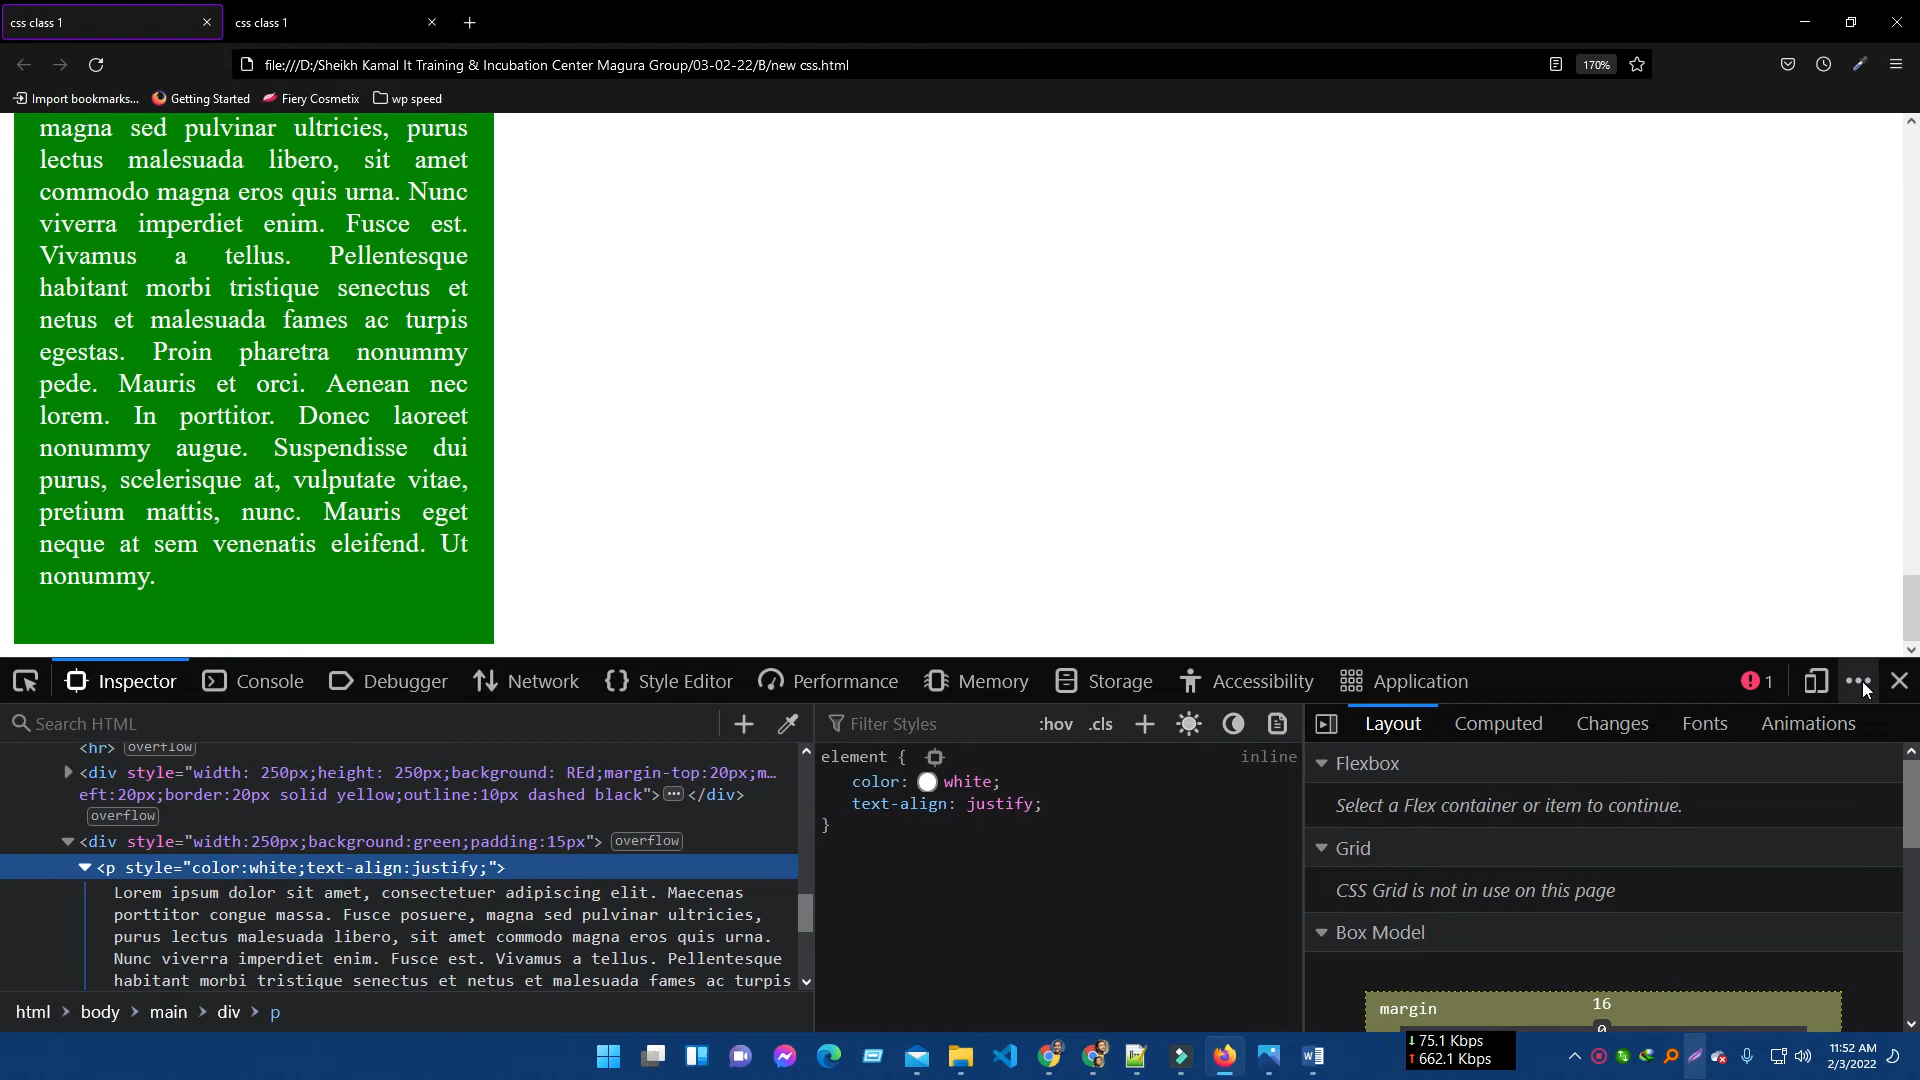 css class 1
css class 1
file:///D:/Sheikh Kamal It Training & Incubation Center Magura Group/03-02-22/B/new css.html
170%
Import bookmarks...
Getting Started
Fiery Cosmetix
wp speed
magna sed pulvinar ultricies, purus
lectus malesuada libero, sit amet
commodo magna eros quis urna. Nunc
viverra imperdiet enim. Fusce est.
Vivamus a tellus. Pellentesque
habitant morbi tristique senectus et
netus et malesuada fames ac turpis
egestas. Proin pharetra nonummy
pede. Mauris et orci. Aenean nec
lorem. In porttitor. Donec laoreet
nonummy augue. Suspendisse dui
purus, scelerisque at, vulputate vitae,
pretium mattis, nunc. Mauris eget
neque at sem venenatis eleifend. Ut
nonummy.
Inspector
Console
Debugger
Network
Style Editor
Performance
Memory
Storage
Accessibility
Application
1
Search HTML
<hr> overflow
<div style="width: 250px;height: 250px;background: REd;margin-top:20px;m…
eft:20px;border:20px solid yellow;outline:10px dashed black"> </div>
overflow
<div style="width:250px;background:green;padding:15px"> overflow
<p style="color:white;text-align:justify;">
Lorem ipsum dolor sit amet, consectetuer adipiscing elit. Maecenas
porttitor congue massa. Fusce posuere, magna sed pulvinar ultricies,
purus lectus malesuada libero, sit amet commodo magna eros quis urna.
Nunc viverra imperdiet enim. Fusce est. Vivamus a tellus. Pellentesque
habitant morbi tristique senectus et netus et malesuada fames ac turpis
html > body > main > div > p
Filter Styles
:hov
.cls
element {
inline
color: white;
text-align: justify;
}
Layout
Computed
Changes
Fonts
Animations
Flexbox
Select a Flex container or item to continue.
Grid
CSS Grid is not in use on this page
Box Model
margin
16
0
75.1 Kbps
662.1 Kbps
11:52 AM
2/3/2022